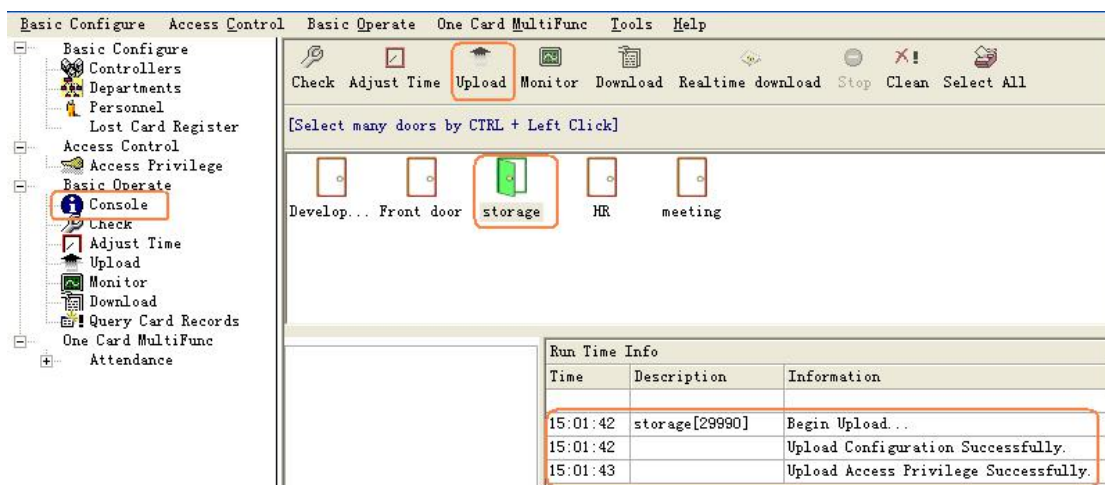 Basic Configure Access Control Basic Operate One Card MultiFunc Tools Help
Basic Configure
Controllers
Departments
Personnel
Lost Card Register
Access Control
Access Privilege
Basic Operate
Console
Check
Adjust Time
Upload
Monitor
Download
Query Card Records
One Card MultiFunc
Attendance
Check Adjust Time Upload Monitor Download Realtime download Stop Clean Select All
[Select many doors by CTRL + Left Click]
Develop... Front door storage HR meeting
Run Time Info
Time Description Information
15:01:42 storage[29990] Begin Upload...
15:01:42 Upload Configuration Successfully.
15:01:43 Upload Access Privilege Successfully.